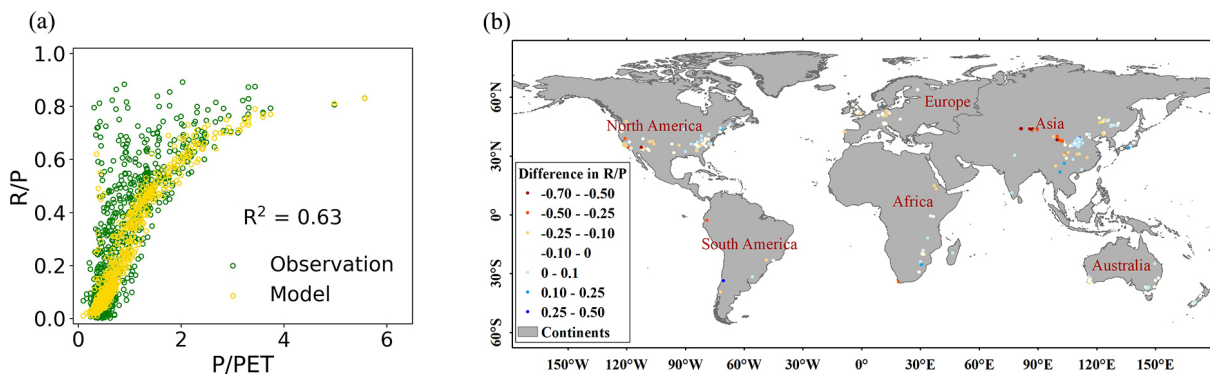 (a)
1.0
0.8
0.6
0.4
0.2
0.0
R/P
R² = 0.63
Observation
Model
0 2 4 6
P/PET
(b)
60°N
30°N
0°
30°S
60°S
North America
Europe
Asia
Africa
South America
Australia
Difference in R/P
-0.70 - -0.50
-0.50 - -0.25
-0.25 - -0.10
-0.10 - 0
0 - 0.1
0.10 - 0.25
0.25 - 0.50
Continents
150°W 120°W 90°W 60°W 30°W 0°E 30°E 60°E 90°E 120°E 150°E